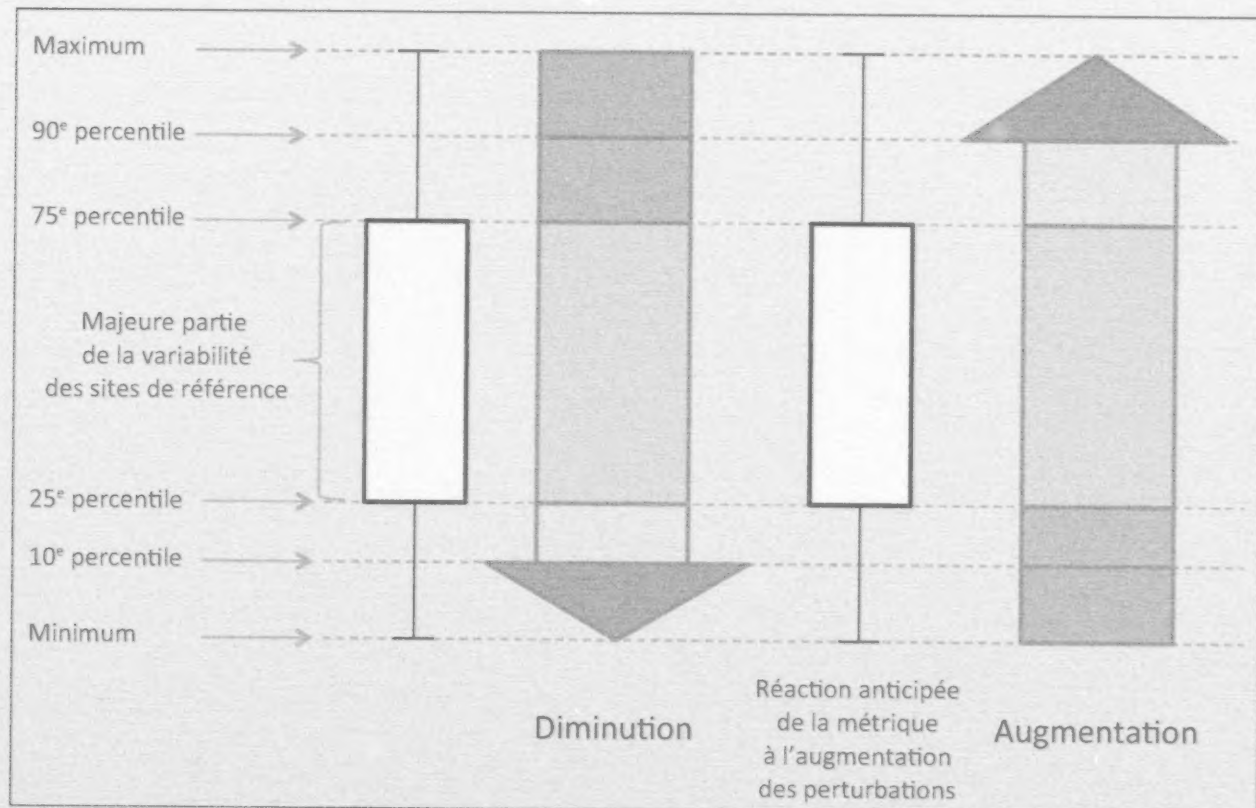 Maximum
90e percentile
75e percentile
Majeure partie
de la variabilité
des sites de référence
25e percentile
10e percentile
Minimum
Diminution
Réaction anticipée
de la métrique
à l'augmentation
des perturbations
Augmentation